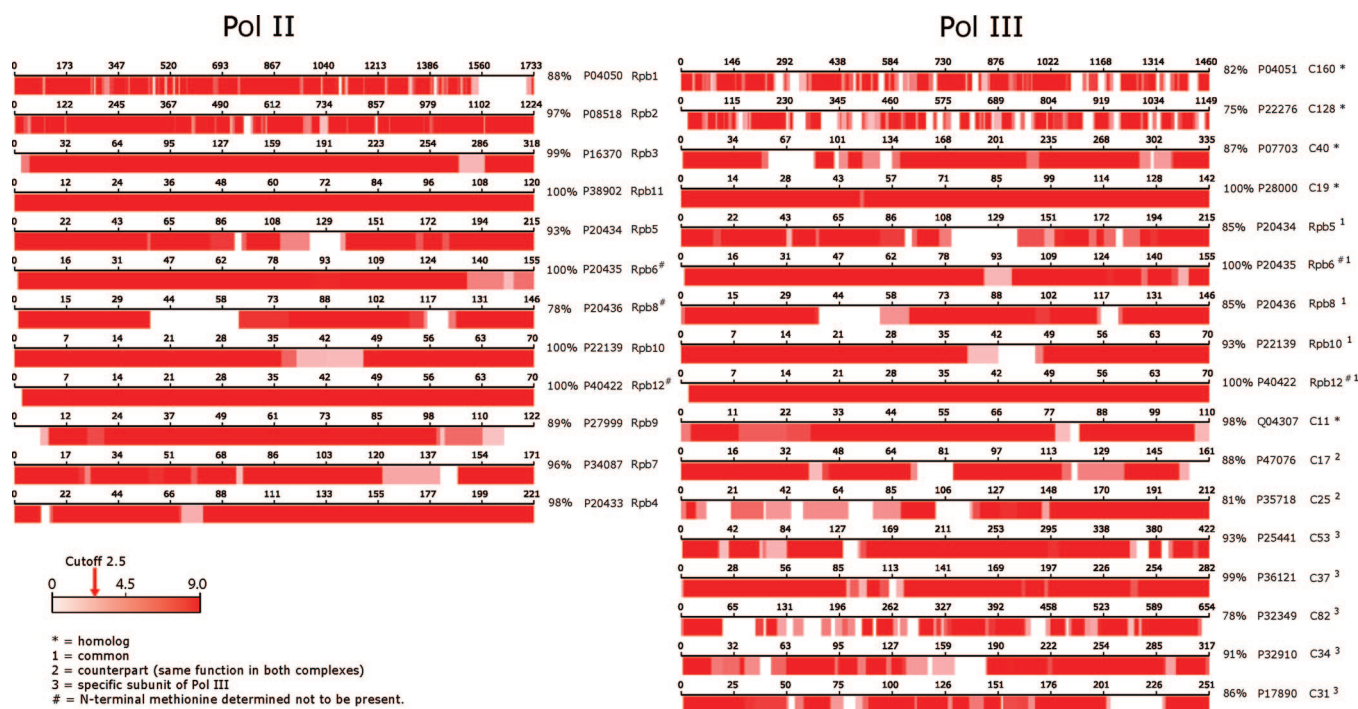 Pol II
0 173 347 520 693 867 1040 1213 1386 1560 1733
88% P04050 Rpb1
0 122 245 367 490 612 734 857 979 1102 1224
97% P08518 Rpb2
0 32 64 95 127 159 191 223 254 286 318
99% P16370 Rpb3
0 12 24 36 48 60 72 84 96 108 120
100% P38902 Rpb11
0 22 43 65 86 108 129 151 172 194 215
93% P20434 Rpb5
0 16 31 47 62 78 93 109 124 140 155
100% P20435 Rpb6#
0 15 29 44 58 73 88 102 117 131 146
78% P20436 Rpb8#
0 7 14 21 28 35 42 49 56 63 70
100% P22139 Rpb10
0 7 14 21 28 35 42 49 56 63 70
100% P40422 Rpb12#
0 12 24 37 49 61 73 85 98 110 122
89% P27999 Rpb9
0 17 34 51 68 86 103 120 137 154 171
96% P34087 Rpb7
0 22 44 66 88 111 133 155 177 199 221
98% P20433 Rpb4
Cutoff 2.5
0 4.5 9.0
* = homolog
1 = common
2 = counterpart (same function in both complexes)
3 = specific subunit of Pol III
# = N-terminal methionine determined not to be present.
Pol III
0 146 292 438 584 730 876 1022 1168 1314 1460
82% P04051 C160 *
0 115 230 345 460 575 689 804 919 1034 1149
75% P22276 C128 *
0 34 67 101 134 168 201 235 268 302 335
87% P07703 C40 *
0 14 28 43 57 71 85 99 114 128 142
100% P28000 C19 *
0 22 43 65 86 108 129 151 172 194 215
85% P20434 Rpb5 1
0 16 31 47 62 78 93 109 124 140 155
100% P20435 Rpb6 #1
0 15 29 44 58 73 88 102 117 131 146
85% P20436 Rpb8 1
0 7 14 21 28 35 42 49 56 63 70
93% P22139 Rpb10 1
0 7 14 21 28 35 42 49 56 63 70
100% P40422 Rpb12 #1
0 11 22 33 44 55 66 77 88 99 110
98% Q04307 C11 *
0 16 32 48 64 81 97 113 129 145 161
88% P47076 C17 2
0 21 42 64 85 106 127 148 170 191 212
81% P35718 C25 2
0 42 84 127 169 211 253 295 338 380 422
93% P25441 C53 3
0 28 56 85 113 141 169 197 226 254 282
99% P36121 C37 3
0 65 131 196 262 327 392 458 523 589 654
78% P32349 C82 3
0 32 63 95 127 159 190 222 254 285 317
91% P32910 C34 3
0 25 50 75 100 126 151 176 201 226 251
86% P17890 C31 3